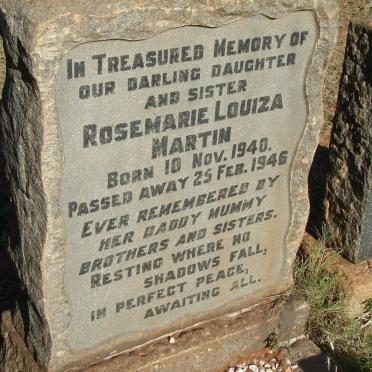 In Treasured Memory of
our darling daughter
and sister
Rosemarie Louiza
Martin
Born 10 Nov. 1940.
Passed away 25 Feb. 1946
Ever remembered by
her Daddy Mummy
brothers and sisters.
Resting where no
shadows fall,
in perfect peace,
awaiting all.